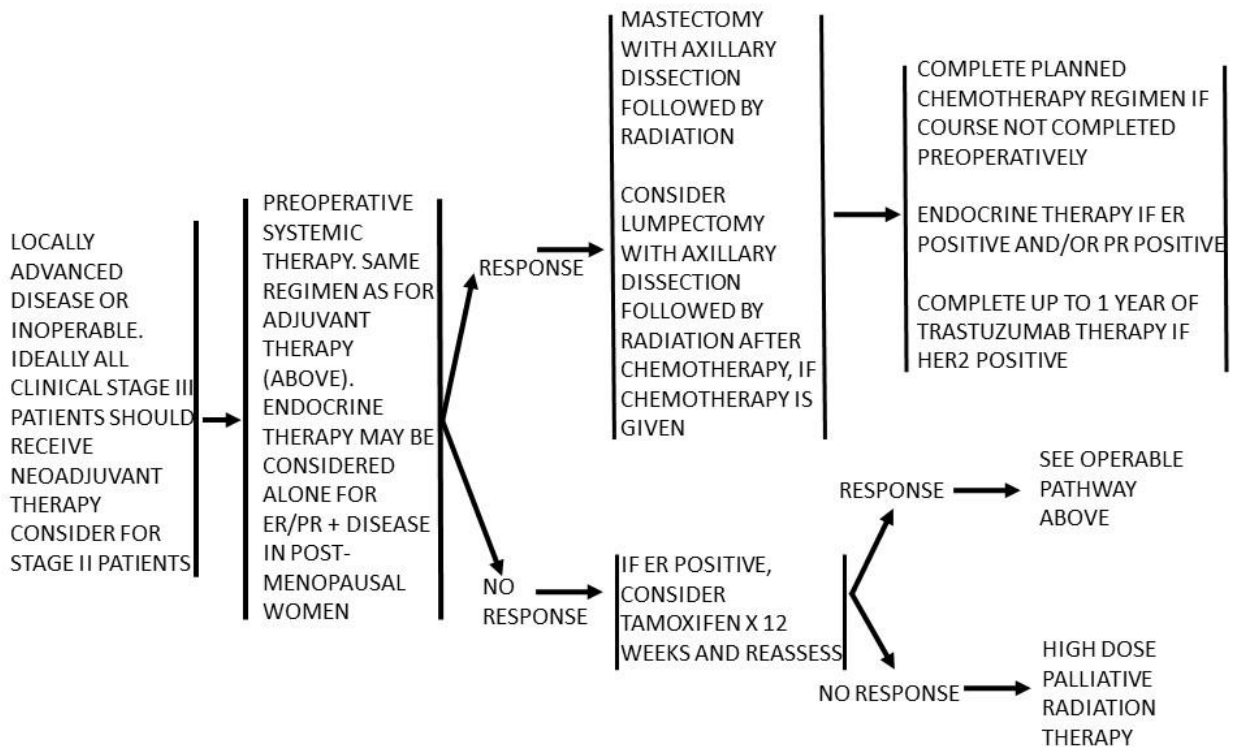 LOCALLY
ADVANCED
DISEASE OR
INOPERABLE.
IDEALLY ALL
CLINICAL STAGE III
PATIENTS SHOULD
RECEIVE
NEOADJUVANT
THERAPY
CONSIDER FOR
STAGE II PATIENTS
PREOPERATIVE
SYSTEMIC
THERAPY. SAME
REGIMEN AS FOR
ADJUVANT
THERAPY
(ABOVE).
ENDOCRINE
THERAPY MAY BE
CONSIDERED
ALONE FOR
ER/PR + DISEASE
IN POST-
MENOPAUSAL
WOMEN
RESPONSE
MASTECTOMY
WITH AXILLARY
DISSECTION
FOLLOWED BY
RADIATION
CONSIDER
LUMPECTOMY
WITH AXILLARY
DISSECTION
FOLLOWED BY
RADIATION AFTER
CHEMOTHERAPY, IF
CHEMOTHERAPY IS
GIVEN
COMPLETE PLANNED
CHEMOTHERAPY REGIMEN IF
COURSE NOT COMPLETED
PREOPERATIVELY
ENDOCRINE THERAPY IF ER
POSITIVE AND/OR PR POSITIVE
COMPLETE UP TO 1 YEAR OF
TRASTUZUMAB THERAPY IF
HER2 POSITIVE
NO
RESPONSE
IF ER POSITIVE,
CONSIDER
TAMOXIFEN X 12
WEEKS AND REASSESS
RESPONSE
SEE OPERABLE
PATHWAY
ABOVE
NO RESPONSE
HIGH DOSE
PALLIATIVE
RADIATION
THERAPY